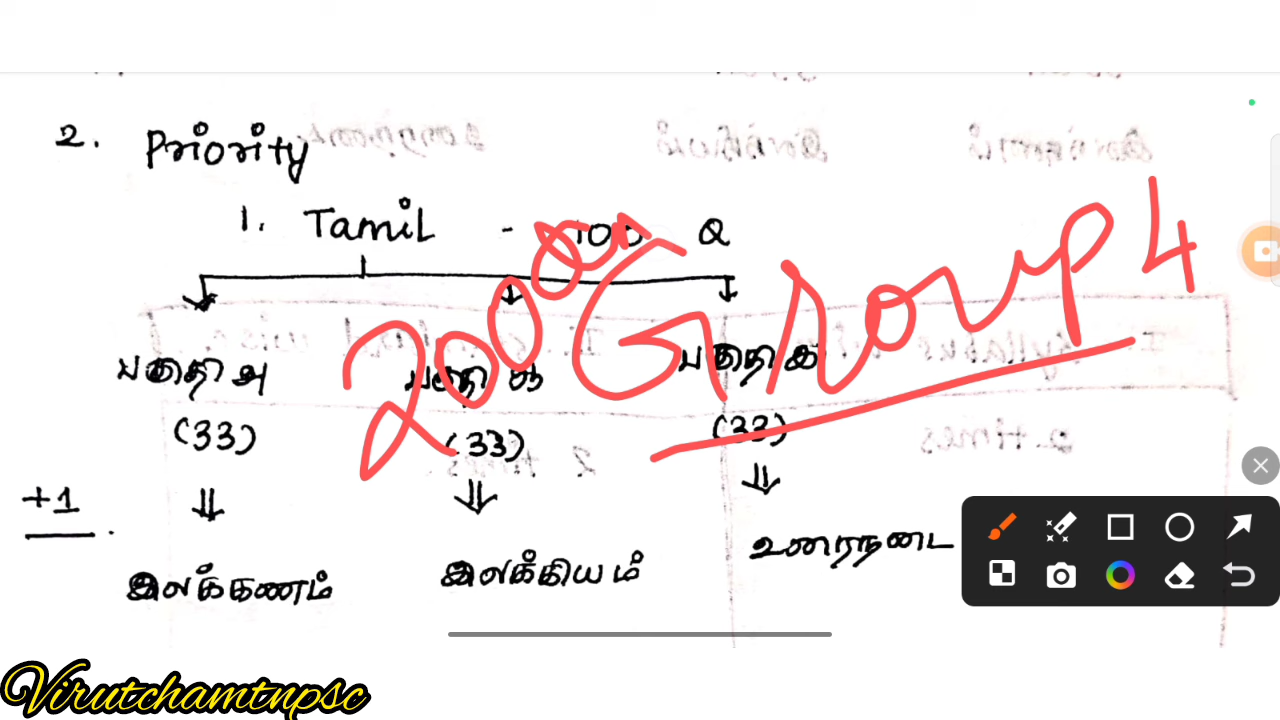 2. Priority
1. Tamil - 100 Q
பகுதி அ பகுதி ஆ பகுதி இ
(33) (33) (33)
+1
இலக்கணம் இலக்கியம் உரைநடை
Group 4
Virutchamtnpsc